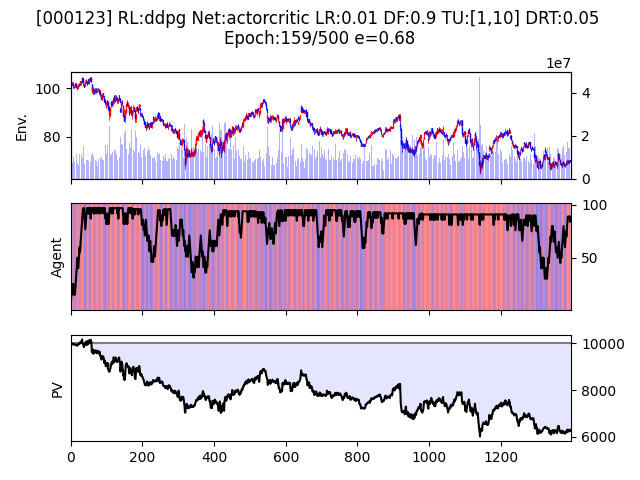 [000123] RL:ddpg Net:actorcritic LR:0.01 DF:0.9 TU:[1,10] DRT:0.05
Epoch:159/500 e=0.68
1e7
Env.
100
80
4
2
0
Agent
100
50
PV
10000
8000
6000
0 200 400 600 800 1000 1200